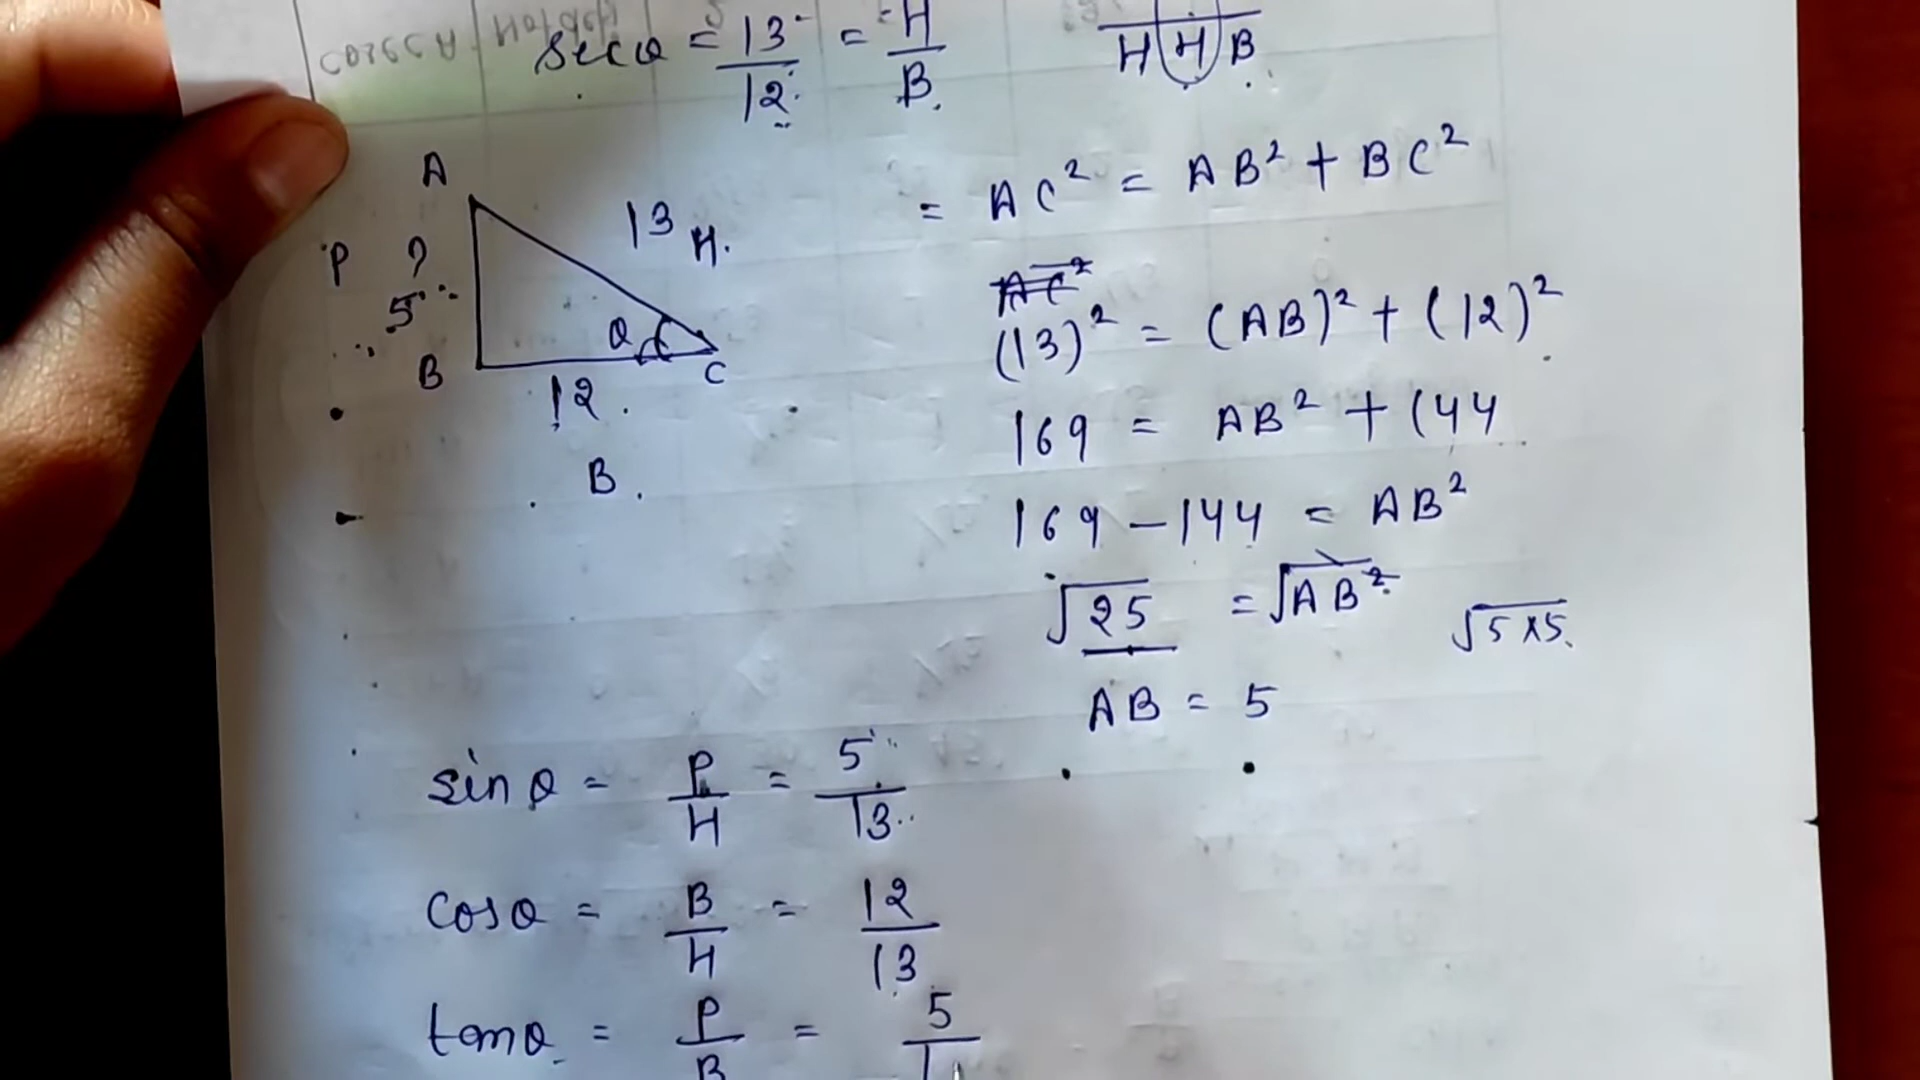 secθ = 13/12 = H/B
H H B
A
13 H.
P ?
5
θ
B
C
12.
B.
= AC² = AB² + BC²
(13)² = (AB)² + (12)²
169 = AB² + 144
169 - 144 = AB²
√25 = √AB² √5×5
AB = 5
sinθ = P/H = 5/13
cosθ = B/H = 12/13
tanθ = P/B = 5/